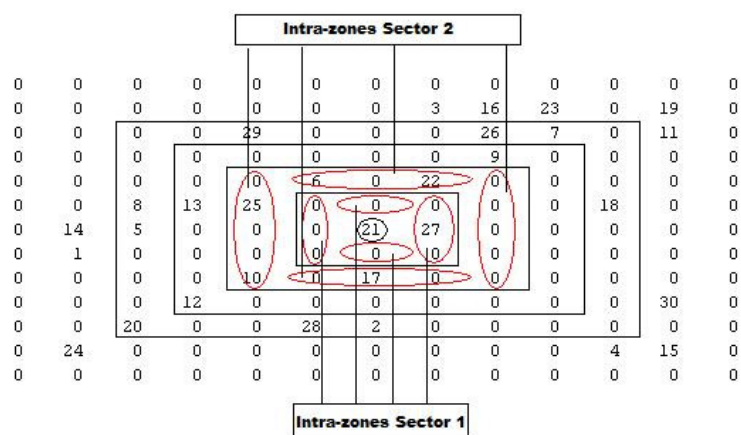 Intra-zones Sector 2
0 0 0 0 0 0 0 0 0 0 0 0 0
0 0 0 0 0 0 0 3 16 23 0 19 0
0 0 0 0 29 0 0 0 26 7 0 11 0
0 0 0 0 0 0 0 0 9 0 0 0 0
0 0 0 0 0 6 0 22 0 0 0 0 0
0 0 8 13 25 0 0 0 0 0 18 0 0
0 14 5 0 0 0 21 27 0 0 0 0 0
0 1 0 0 0 0 0 0 0 0 0 0 0
0 0 0 0 10 0 17 0 0 0 0 0 0
0 0 0 12 0 0 0 0 0 0 0 30 0
0 0 20 0 0 28 2 0 0 0 0 0 0
0 24 0 0 0 0 0 0 0 0 4 15 0
0 0 0 0 0 0 0 0 0 0 0 0 0
Intra-zones Sector 1